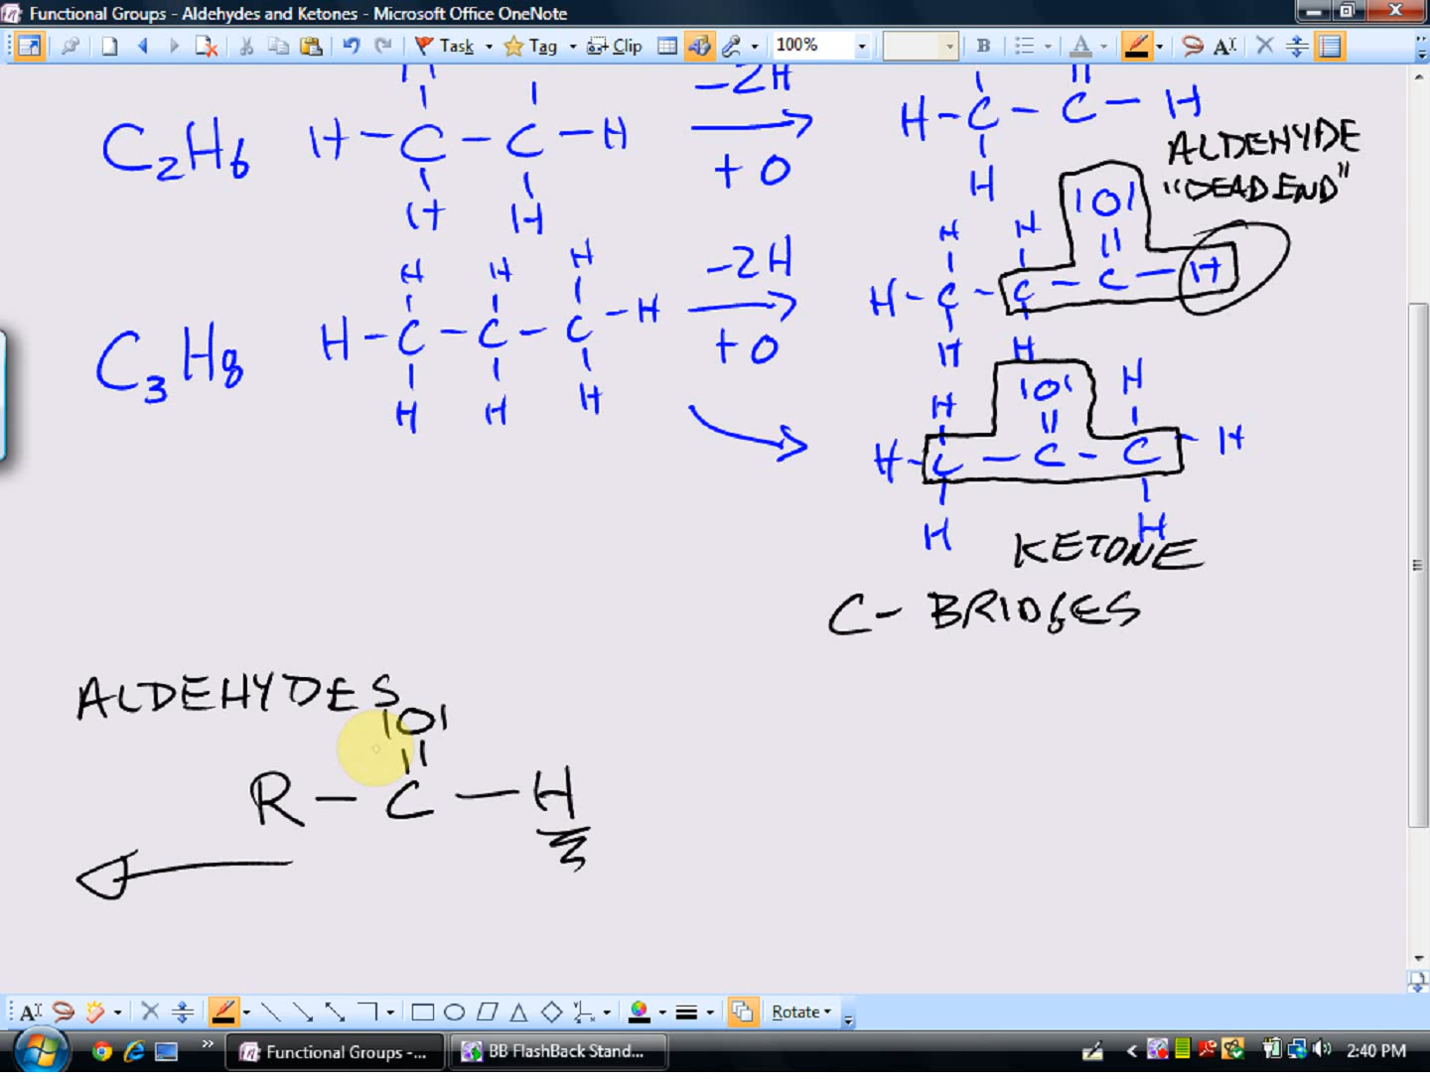 Functional Groups - Aldehydes and Ketones - Microsoft Office OneNote
Task Tag Clip 100% B A
-2H
C2H6 H-C-C-H +O H-C-C-H
H H H
ALDEHYDE
"DEAD END"
H H |O|
H H H -2H H-C-C-C-H
C3H8 H-C-C-C-H +O H H
H H H
H |O| H
H-C-C-C-H
H H
KETONE
C- BRIDGES
ALDEHYDES
|O|
R-C-H
Rotate
Functional Groups -... BB FlashBack Stand... 2:40 PM